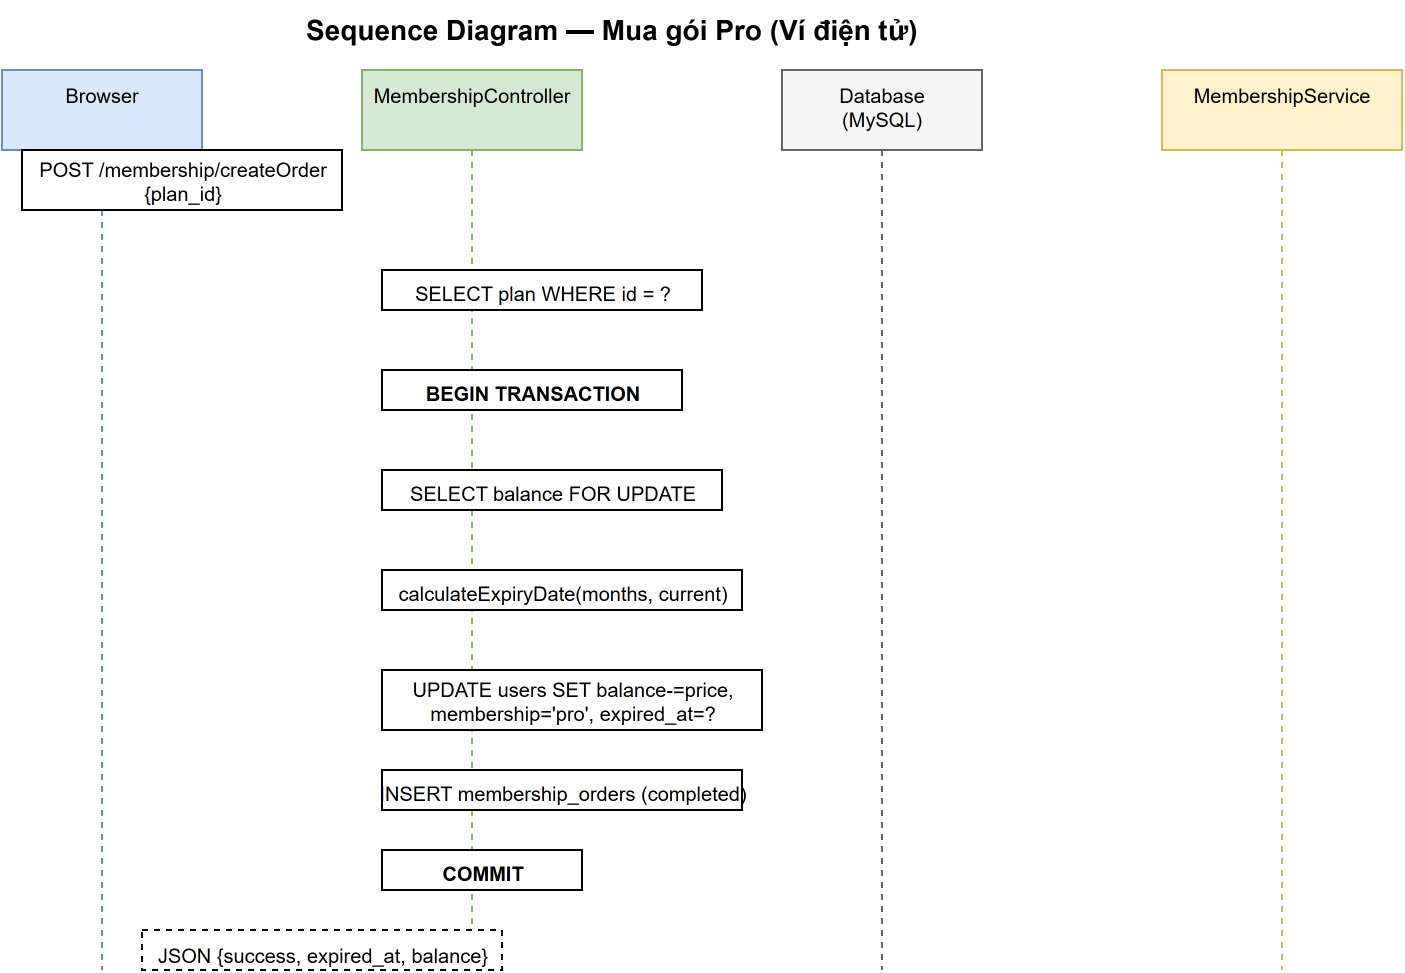 Sequence Diagram — Mua gói Pro (Ví điện tử)
Browser
MembershipController
Database
(MySQL)
MembershipService
POST /membership/createOrder
{plan_id}
SELECT plan WHERE id = ?
BEGIN TRANSACTION
SELECT balance FOR UPDATE
calculateExpiryDate(months, current)
UPDATE users SET balance-=price,
membership='pro', expired_at=?
INSERT membership_orders (completed)
COMMIT
JSON {success, expired_at, balance}